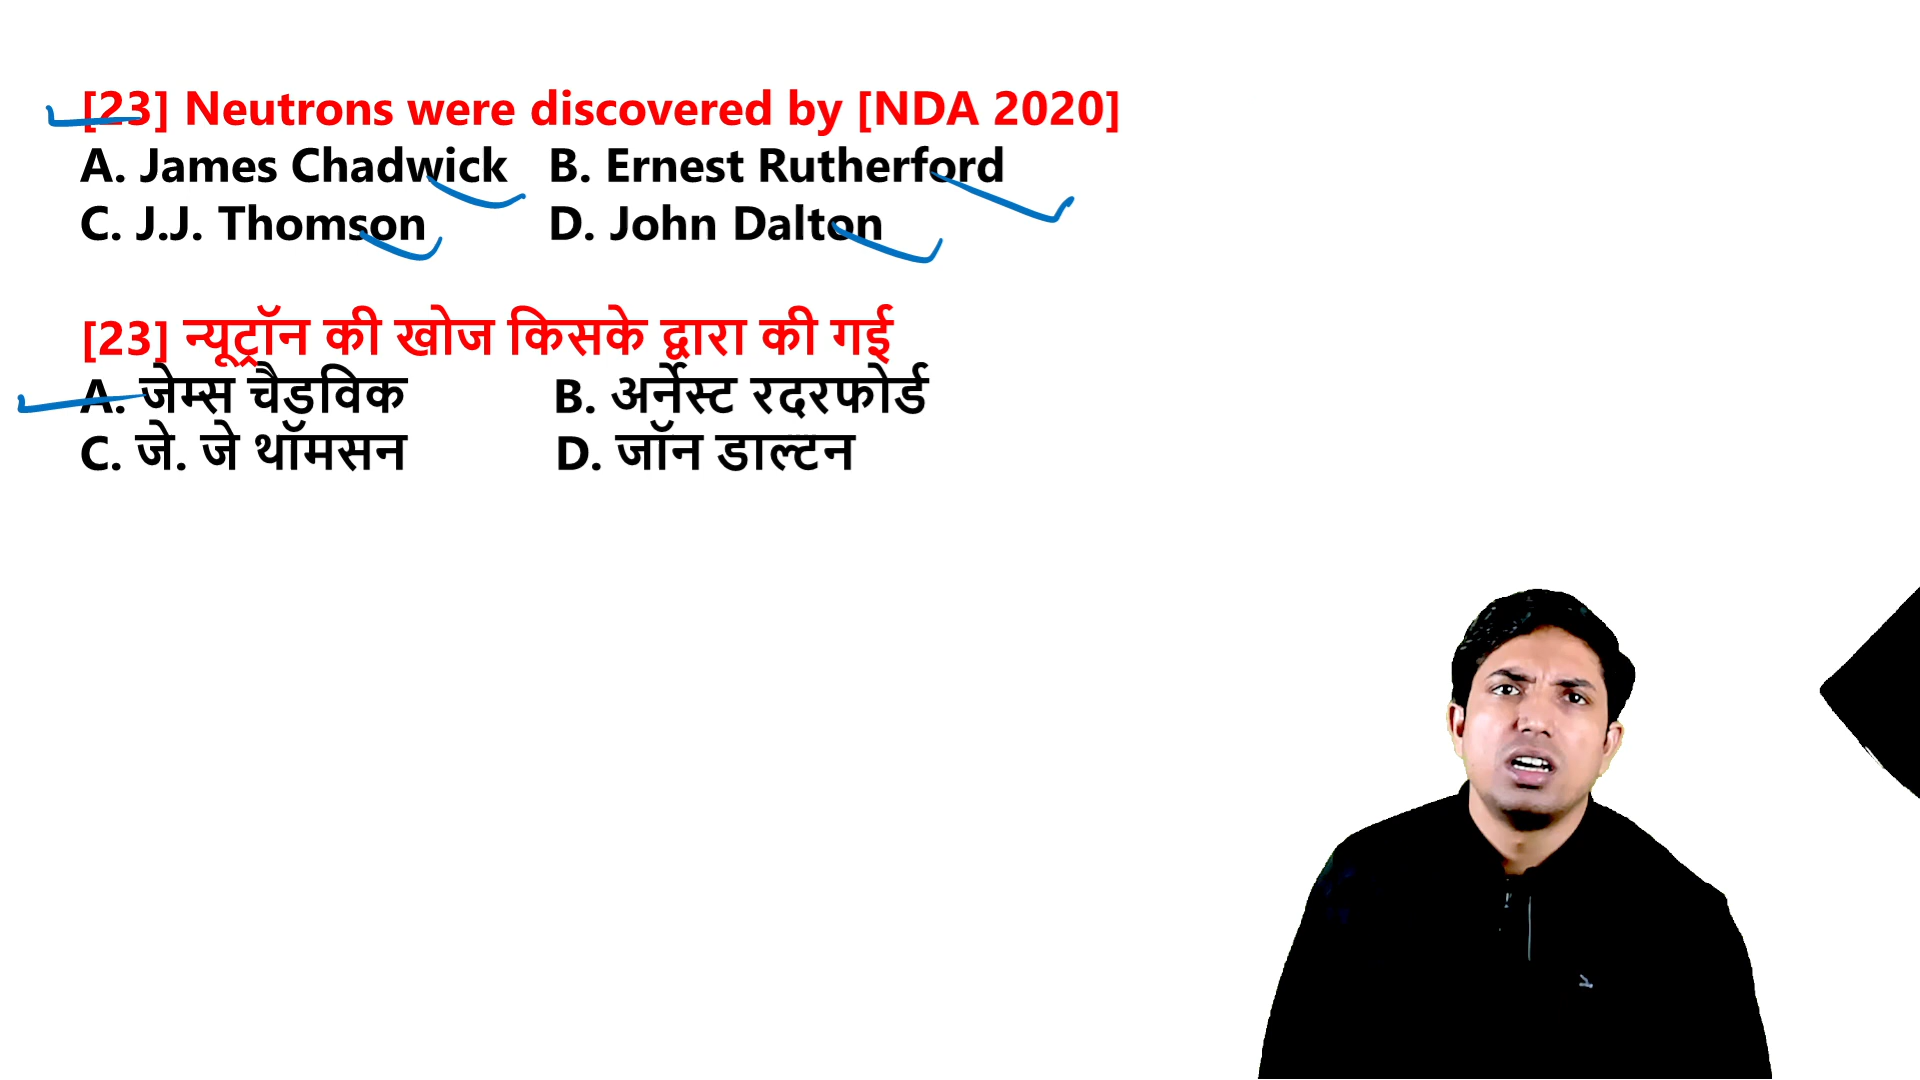 [23] Neutrons were discovered by [NDA 2020]
A. James Chadwick B. Ernest Rutherford
C. J.J. Thomson D. John Dalton
[23] न्यूट्रॉन की खोज किसके द्वारा की गई
A. जेम्स चैडविक B. अर्नेस्ट रदरफोर्ड
C. जे. जे थॉमसन D. जॉन डाल्टन